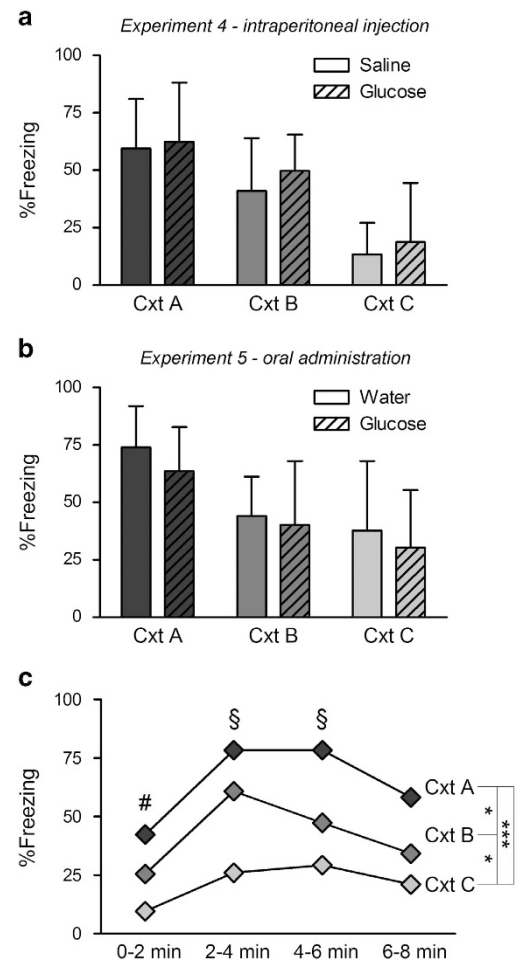 a
Experiment 4 - intraperitoneal injection
100
75
50
25
0
%Freezing
Saline
Glucose
Cxt A
Cxt B
Cxt C
b
Experiment 5 - oral administration
100
75
50
25
0
%Freezing
Water
Glucose
Cxt A
Cxt B
Cxt C
c
100
75
50
25
0
%Freezing
#
§
§
Cxt A
Cxt B
Cxt C
*
*
***
0-2 min
2-4 min
4-6 min
6-8 min